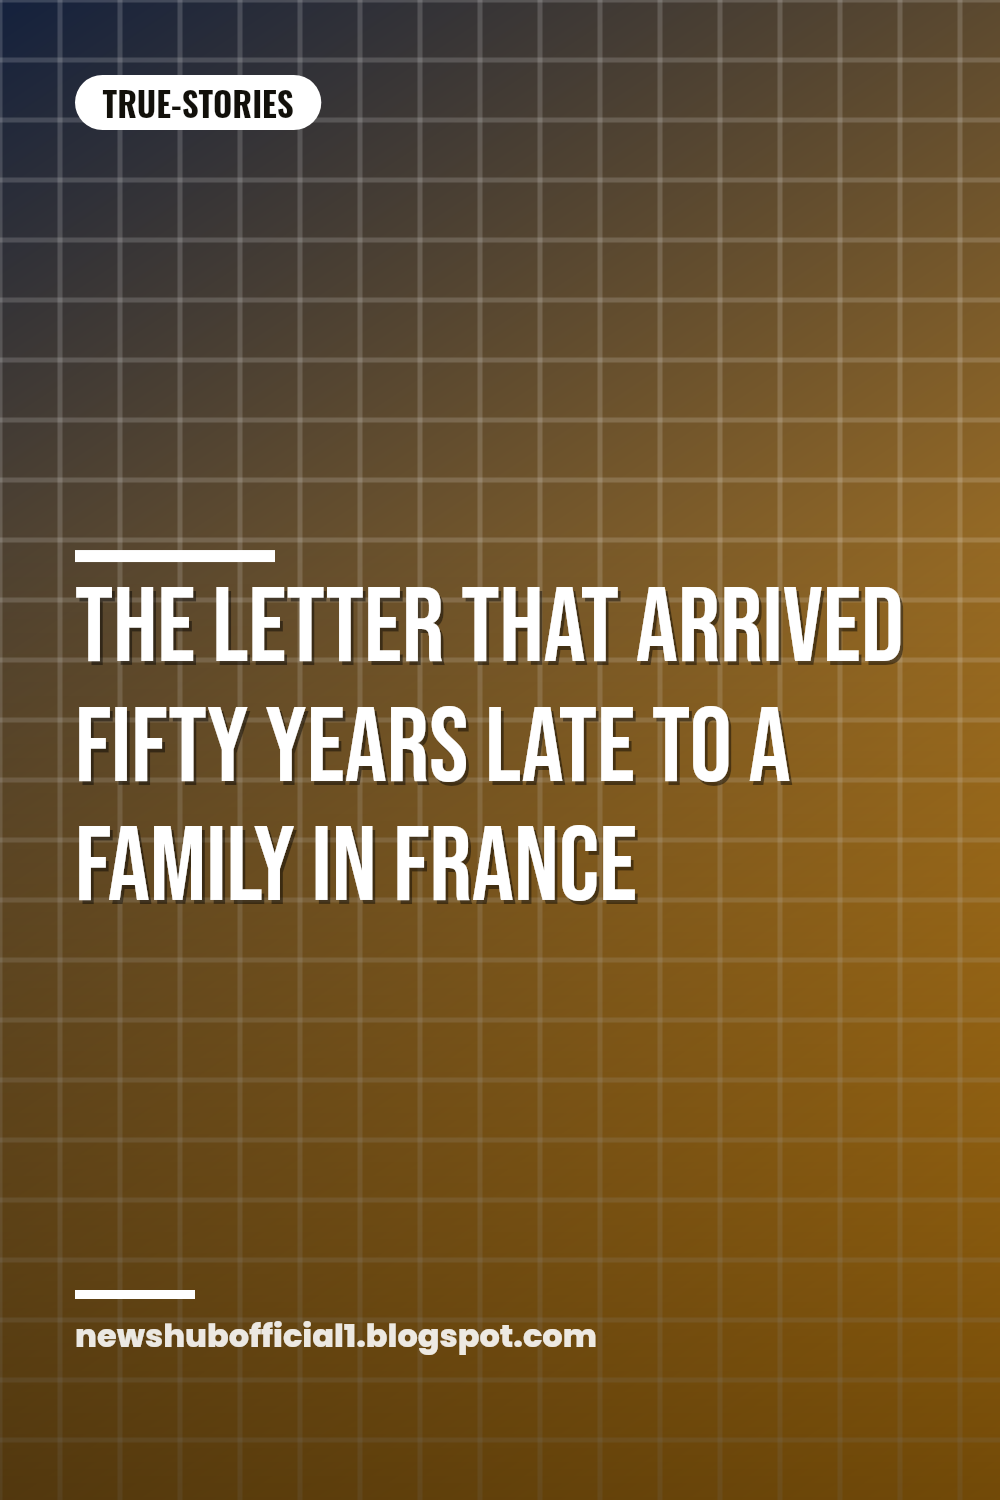 TRUE-STORIES
THE LETTER THAT ARRIVED
FIFTY YEARS LATE TO A
FAMILY IN FRANCE
newshubofficial1.blogspot.com